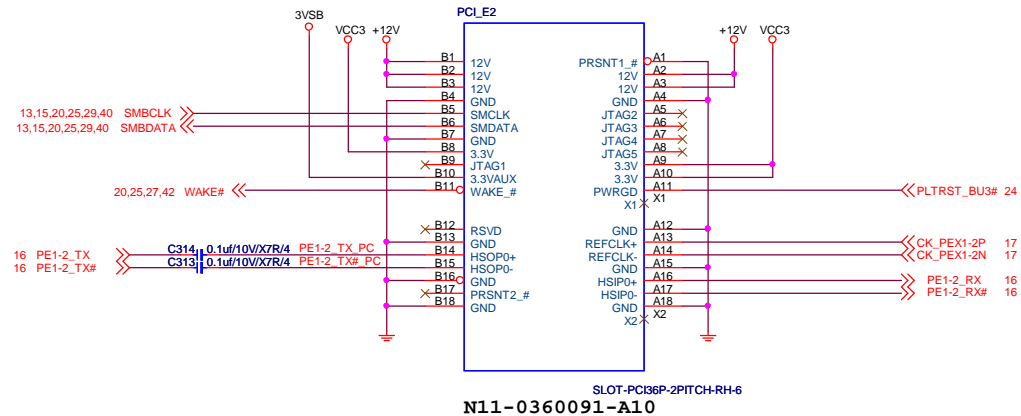 PCI_E2
3VSB
VCC3 +12V
+12V VCC3
B1 12V PRSNT1_# A1
B2 12V 12V A2
B3 12V 12V A3
B4 GND GND A4
13,15,20,25,29,40 SMBCLK B5 SMCLK JTAG2 A5
13,15,20,25,29,40 SMBDATA B6 SMDATA JTAG3 A6
B7 GND JTAG4 A7
B8 3.3V JTAG5 A8
B9 JTAG1 3.3V A9
B10 3.3VAUX 3.3V A10
20,25,27,42 WAKE# B11 WAKE_# PWRGD A11 PLTRST_BU3# 24
X1 X1
B12 RSVD GND A12
B13 GND REFCLK+ A13 CK_PEX1-2P 17
16 PE1-2_TX C314 0.1uf/10V/X7R/4 PE1-2_TX_PC B14 HSOP0+ REFCLK- A14 CK_PEX1-2N 17
16 PE1-2_TX# C313 0.1uf/10V/X7R/4 PE1-2_TX#_PC B15 HSOP0- GND A15
B16 GND HSIP0+ A16 PE1-2_RX 16
B17 PRSNT2_# HSIP0- A17 PE1-2_RX# 16
B18 GND GND A18
X2 X2
SLOT-PCI36P-2PITCH-RH-6
N11-0360091-A10